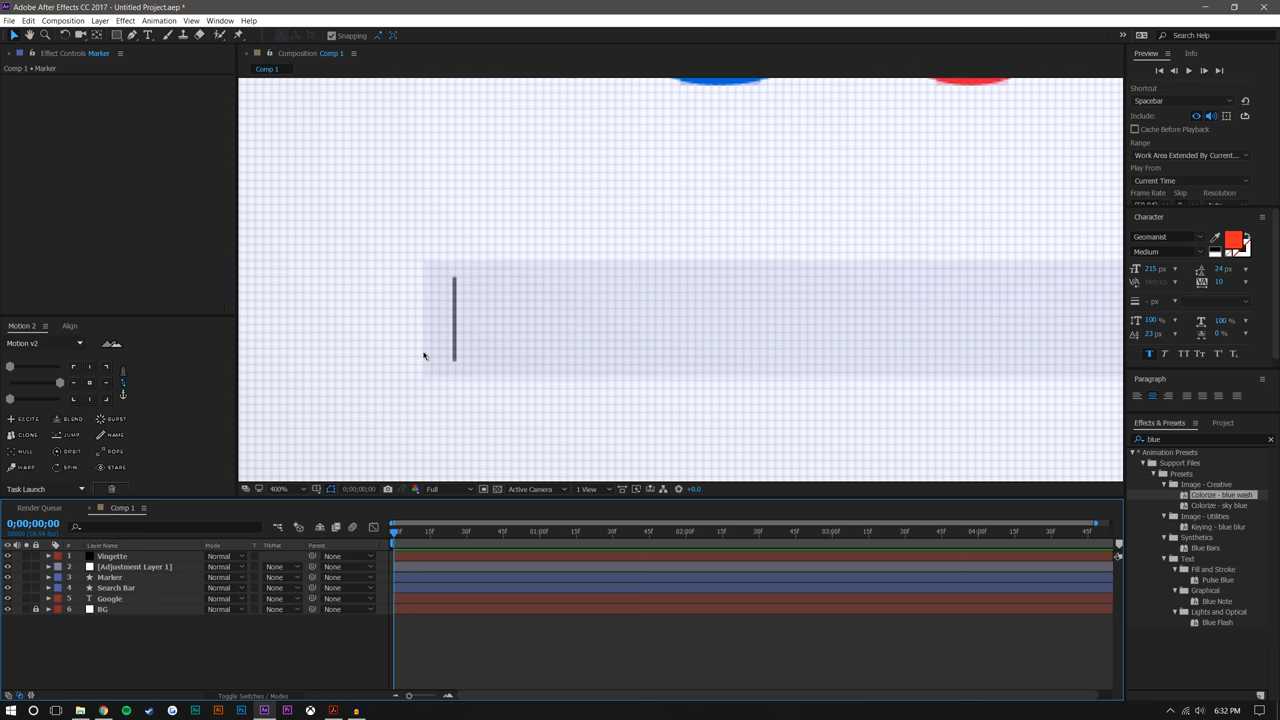 Adobe After Effects CC 2017 - Untitled Project.aep *
File Edit Composition Layer Effect Animation View Window Help
Snapping
Search Help
Effect Controls Marker
Composition Comp 1
Preview
Info
Comp 1 • Marker
Comp 1
Shortcut
Spacebar
Include:
Cache Before Playback
Range
Work Area Extended By Current...
Play From
Current Time
Frame Rate Skip Resolution
Character
Geomanist
Medium
215 px
24 px
Metrics
10
- px
100 %
100 %
23 px
0 %
Paragraph
Effects & Presets
Project
blue
* Animation Presets
Support Files
Presets
Image - Creative
Colorize - blue wash
Colorize - sky blue
Image - Utilities
Keying - blue blur
Synthetics
Blue Bars
Text
Fill and Stroke
Pulse Blue
Graphical
Blue Note
Lights and Optical
Blue Flash
Motion 2
Align
Motion v2
EXCITE BLEND BURST
CLONE JUMP NAME
NULL ORBIT ROPE
WARP SPIN STARE
Task Launch
400%
0;00;00;00
Full
Active Camera
1 View
+0.0
Render Queue
Comp 1
0;00;00;00
00000 (59.94 fps)
15f 30f 45f 01:00f 15f 30f 45f 02:00f 15f 30f 45f 03:00f 15f 30f 45f 04:00f 15f 30f 45f
# Layer Name Mode T TrkMat Parent
1 Vingette Normal None
2 [Adjustment Layer 1] Normal None None
3 Marker Normal None None
4 Search Bar Normal None None
5 Google Normal None None
6 BG Normal None None
Toggle Switches / Modes
6:32 PM